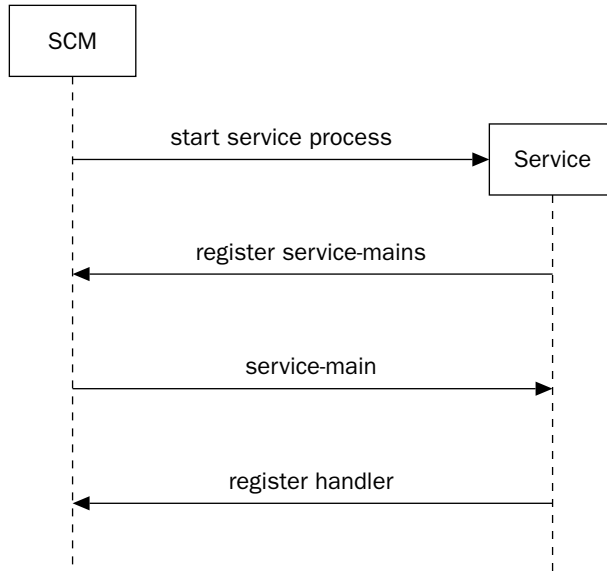 SCM
start service process
Service
register service-mains
service-main
register handler